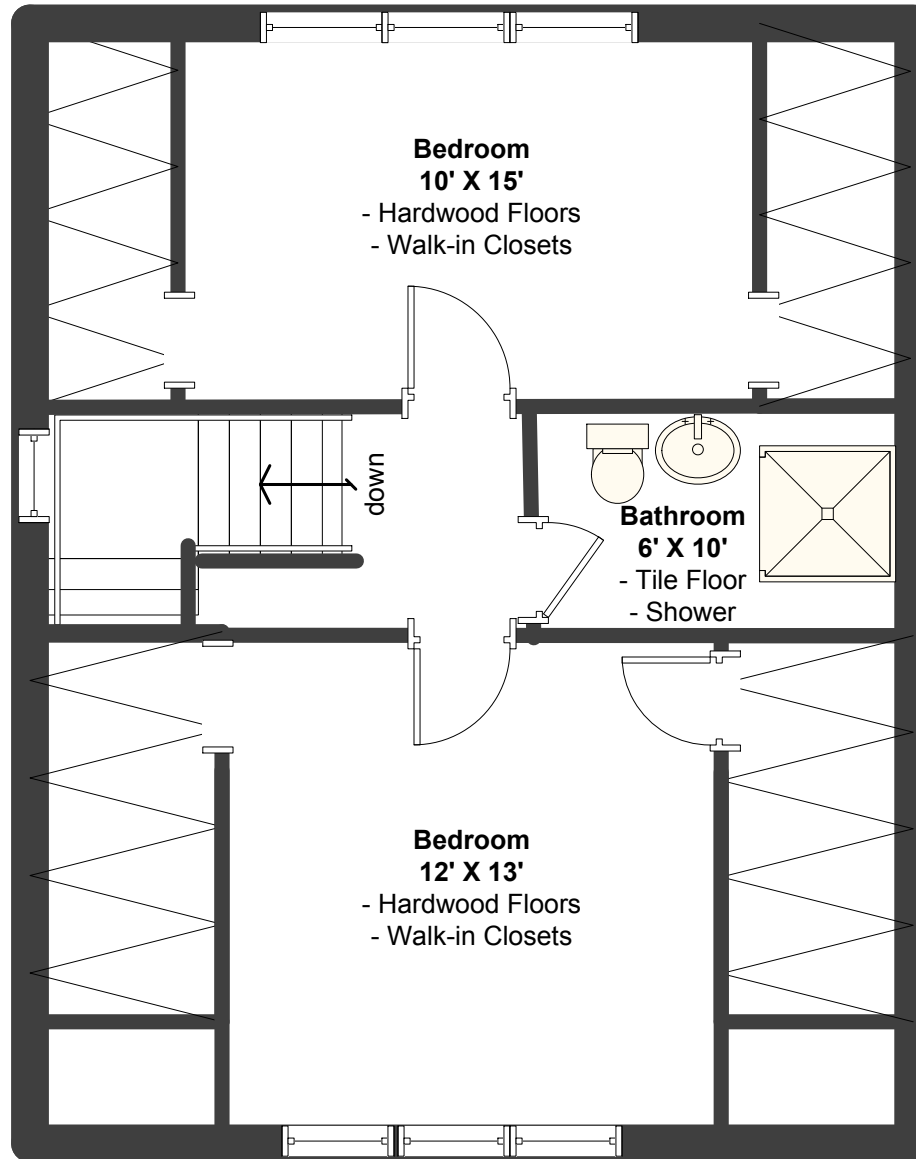 Bedroom
10' X 15'
- Hardwood Floors
- Walk-in Closets
down
Bathroom
6' X 10'
- Tile Floor
- Shower
Bedroom
12' X 13'
- Hardwood Floors
- Walk-in Closets